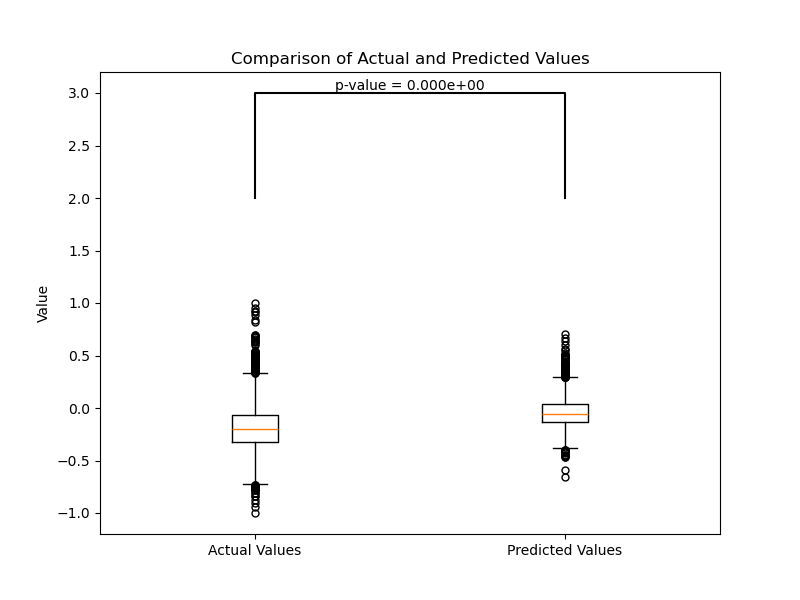 Comparison of Actual and Predicted Values
p-value = 0.000e+00
3.0
2.5
2.0
1.5
1.0
0.5
0.0
−0.5
−1.0
Value
Actual Values
Predicted Values